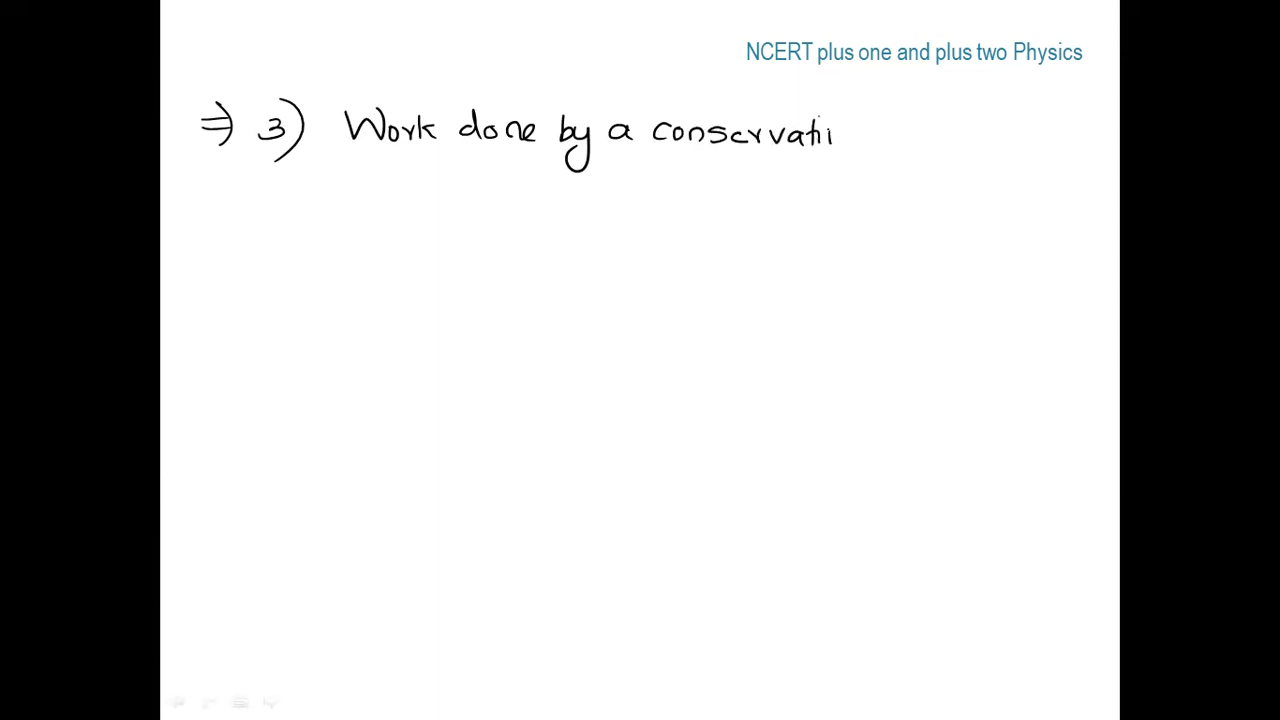 NCERT plus one and plus two Physics
⇒ 3) Work done by a conservati